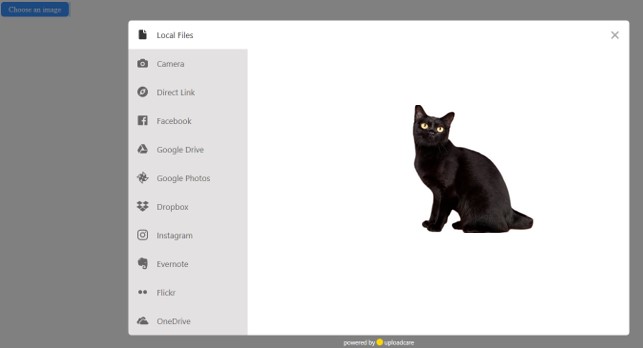 Choose an image
Local Files
Camera
Direct Link
Facebook
Google Drive
Google Photos
Dropbox
Instagram
Evernote
Flickr
OneDrive
powered by uploadcare